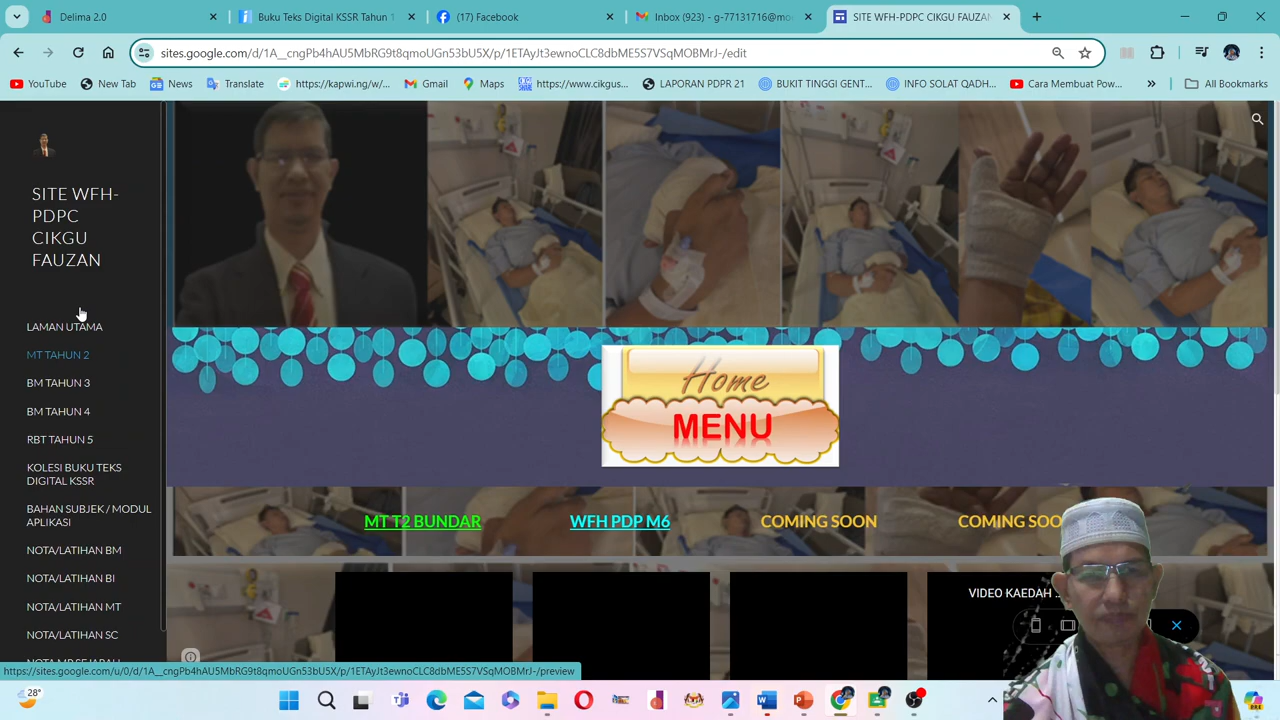 Delima 2.0
Buku Teks Digital KSSR Tahun 1
(17) Facebook
Inbox (923) - g-77131716@mo
SITE WFH-PDPC CIKGU FAUZAN
sites.google.com/d/1A__cngPb4hAU5MbRG9t8qmoUGn53bU5X/p/1ETAyJt3ewnoCLC8dbME5S7VSqMOBMrJ-/edit
YouTube
New Tab
News
Translate
https://kapwi.ng/w/...
Gmail
Maps
https://www.cikgus...
LAPORAN PDPR 21
BUKIT TINGGI GENT...
INFO SOLAT QADH...
Cara Membuat Pow...
All Bookmarks
SITE WFH-
PDPC
CIKGU
FAUZAN
LAMAN UTAMA
MT TAHUN 2
BM TAHUN 3
BM TAHUN 4
RBT TAHUN 5
KOLESI BUKU TEKS
DIGITAL KSSR
BAHAN SUBJEK / MODUL
APLIKASI
NOTA/LATIHAN BM
NOTA/LATIHAN BI
NOTA/LATIHAN MT
NOTA/LATIHAN SC
Home
MENU
MT T2 BUNDAR
WFH PDP M6
COMING SOON
COMING SOO
VIDEO KAEDAH ...
https://sites.google.com/u/0/d/1A__cngPb4hAU5MbRG9t8qmoUGn53bU5X/p/1ETAyJt3ewnoCLC8dbME5S7VSqMOBMrJ-/preview
28°